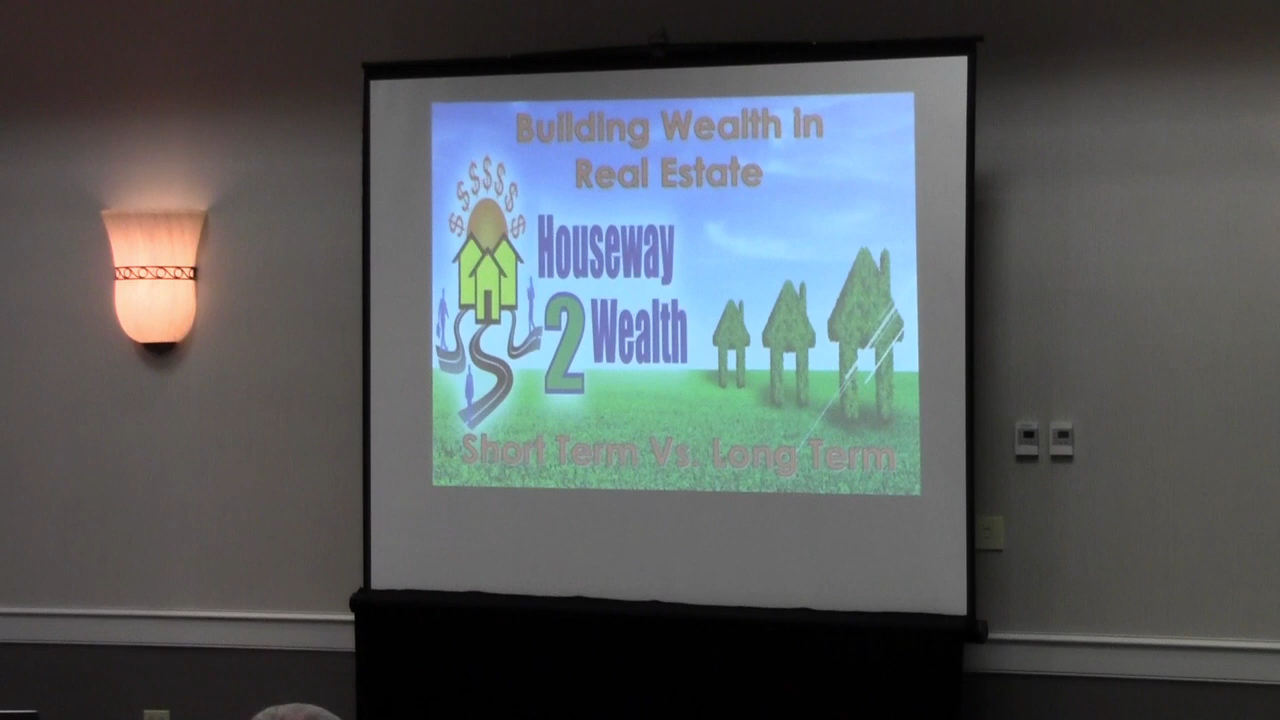 Building Wealth in
Real Estate
$ $ $ $ $ $ $
Houseway
2 Wealth
Short Term Vs. Long Term